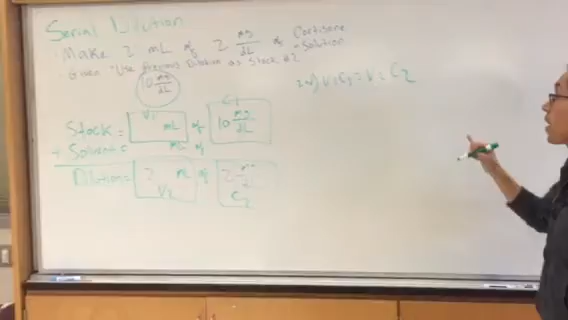 Serial Dilution
· Make 2 mL of 2 mg/dL of Cortisone Solution
· Given "Use Previous Dilution as Stock #2
10 mg/dL
V₁ C₁
Stock = mL of 10 mg/dL
+ Solvent = mL of
Dilution = 2 mL of 2
V₂ C₂
V₁C₁ = V₂C₂